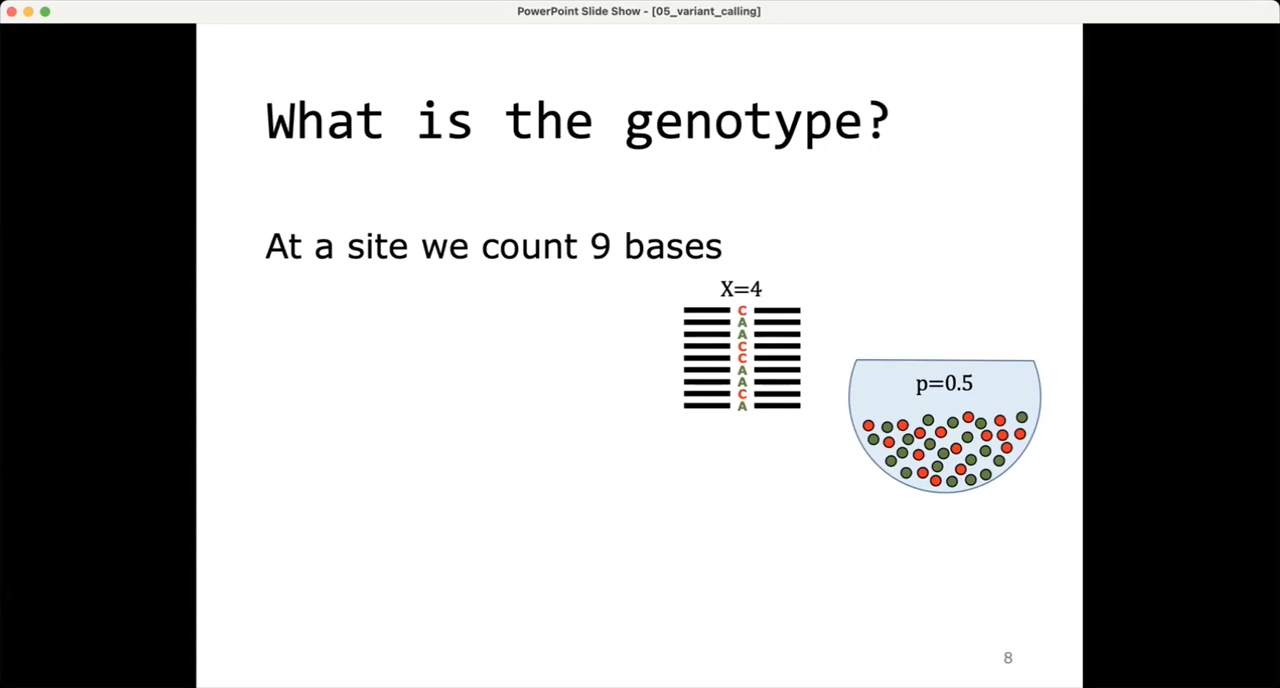 PowerPoint Slide Show - [05_variant_calling]
What is the genotype?
At a site we count 9 bases
X=4
C
A
A
C
C
A
A
C
A
p=0.5
8